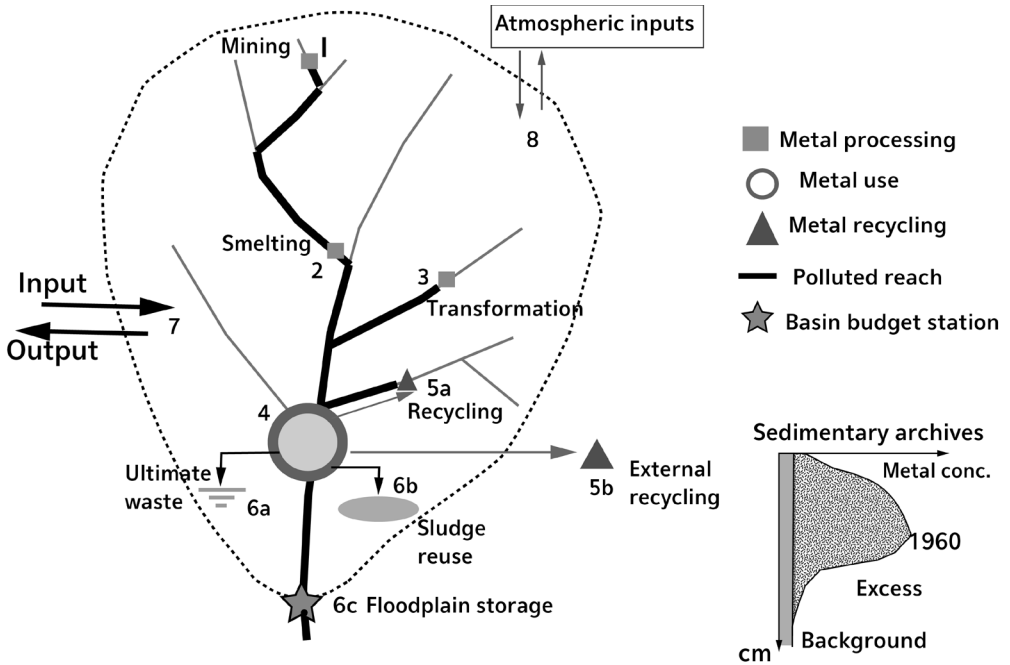 Atmospheric inputs
Mining
1
8
Metal processing
Metal use
Metal recycling
Polluted reach
Basin budget station
Smelting
2
3
Transformation
Input
7
Output
4
5a
Recycling
Ultimate
waste
6a
6b
Sludge
reuse
External
recycling
5b
6c Floodplain storage
Sedimentary archives
Metal conc.
1960
Excess
Background
cm